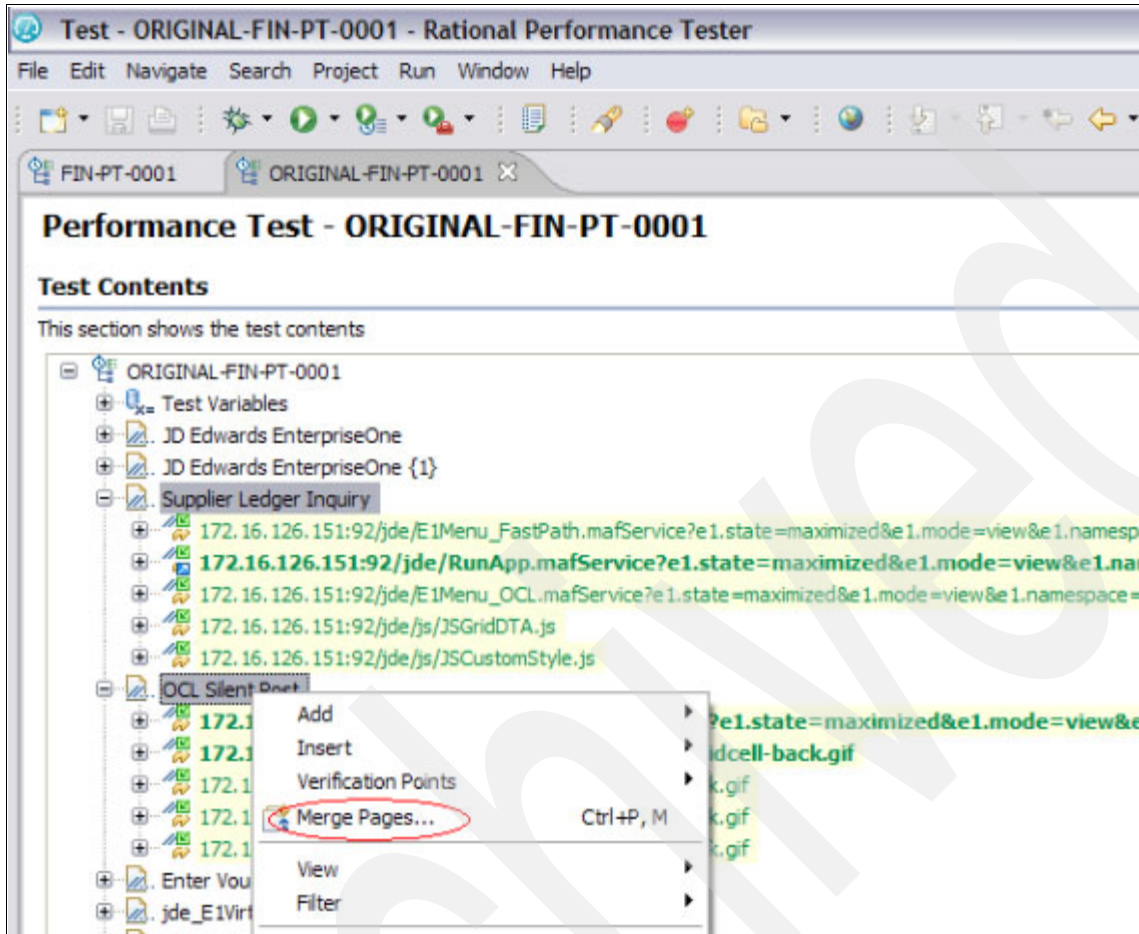 Test - ORIGINAL-FIN-PT-0001 - Rational Performance Tester
File Edit Navigate Search Project Run Window Help
FIN-PT-0001 ORIGINAL-FIN-PT-0001
Performance Test - ORIGINAL-FIN-PT-0001
Test Contents
This section shows the test contents
ORIGINAL-FIN-PT-0001
Test Variables
JD Edwards EnterpriseOne
JD Edwards EnterpriseOne {1}
Supplier Ledger Inquiry
172.16.126.151:92/jde/E1Menu_FastPath.mafService?e1.state=maximized&e1.mode=view&e1.namesp
172.16.126.151:92/jde/RunApp.mafService?e1.state=maximized&e1.mode=view&e1.nar
172.16.126.151:92/jde/E1Menu_OCL.mafService?e1.state=maximized&e1.mode=view&e1.namespace=
172.16.126.151:92/jde/js/JSGridDTA.js
172.16.126.151:92/jde/js/JSCustomStyle.js
OCL Silent Post
172.1 ?e1.state=maximized&e1.mode=view&e
172.1 idcell-back.gif
172.1 k.gif
172.1 k.gif
172.1 k.gif
Enter Vou
jde_E1Virt
Add
Insert
Verification Points
Merge Pages... Ctrl+P, M
View
Filter